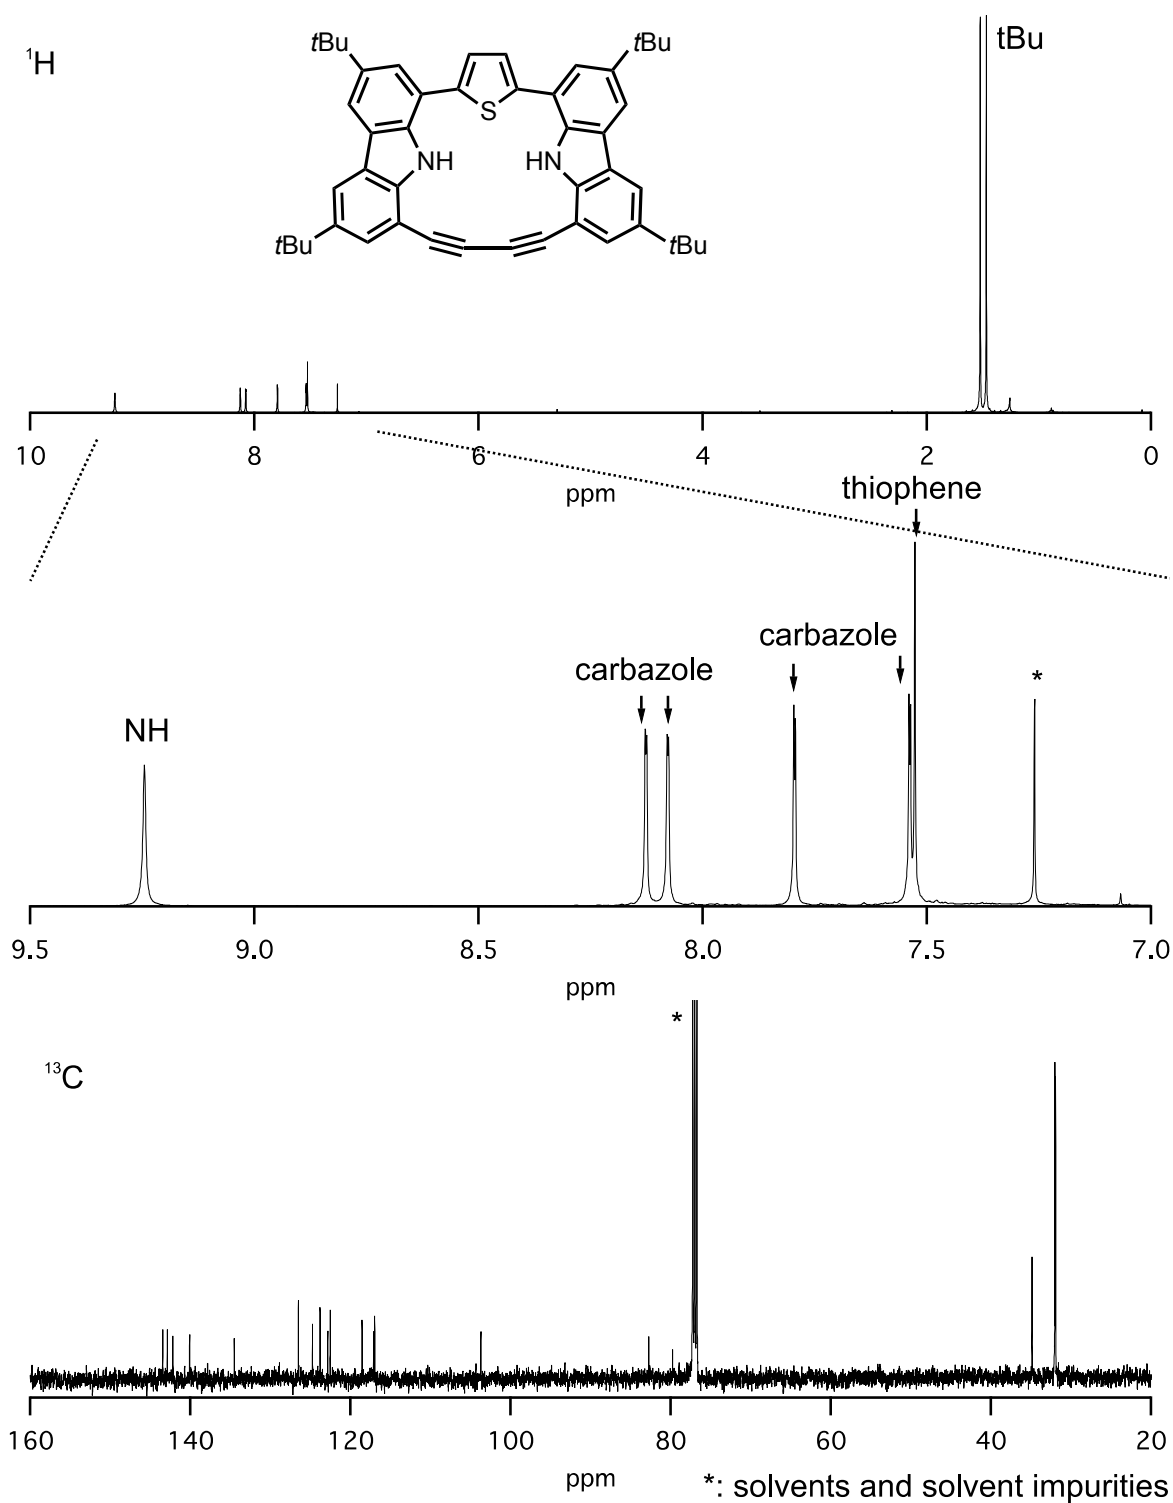 ¹H
tBu
tBu
tBu
S
NH
HN
tBu
tBu
10
8
6
4
2
0
ppm
thiophene
carbazole
carbazole
*
NH
9.5
9.0
8.5
8.0
7.5
7.0
ppm
*
¹³C
160
140
120
100
80
60
40
20
ppm
*: solvents and solvent impurities